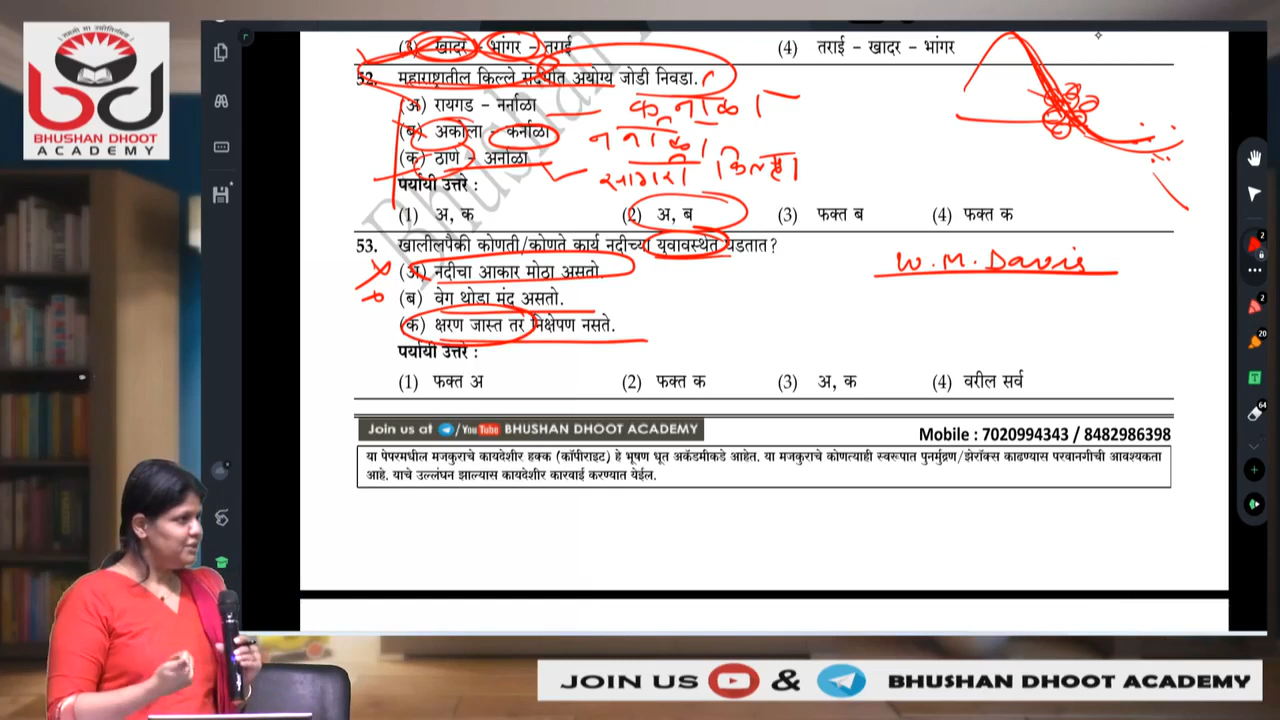 BHUSHAN DHOOT
ACADEMY
(3) खादर - भांगर - तराई (4) तराई - खादर - भांगर
52. महाराष्ट्रातील किल्ले संदर्भात अयोग्य जोडी निवडा.
(अ) रायगड - नर्नाळा
कर्नाळा
(ब) अकोला - कर्नाळा
नर्नाळा
(क) ठाणे - अर्नाळा
सागरी किल्ला
पर्यायी उत्तरे :
(1) अ, क (2) अ, ब (3) फक्त ब (4) फक्त क
53. खालीलपैकी कोणती/कोणते कार्य नदीच्या युवावस्थेत घडतात?
W. M. Davis
(अ) नदीचा आकार मोठा असतो.
(ब) वेग थोडा मंद असतो.
(क) क्षरण जास्त तर निक्षेपण नसते.
पर्यायी उत्तरे :
(1) फक्त अ (2) फक्त क (3) अ, क (4) वरील सर्व
Join us at /You Tube BHUSHAN DHOOT ACADEMY
Mobile : 7020994343 / 8482986398
या पेपरमधील मजकुराचे कायदेशीर हक्क (कॉपीराइट) हे भूषण धूत अकॅडमीकडे आहेत. या मजकुराचे कोणत्याही स्वरूपात पुनर्मुद्रण/झेरॉक्स काढण्यास परवानगीची आवश्यकता
आहे. याचे उल्लंघन झाल्यास कायदेशीर कारवाई करण्यात येईल.
JOIN US & BHUSHAN DHOOT ACADEMY